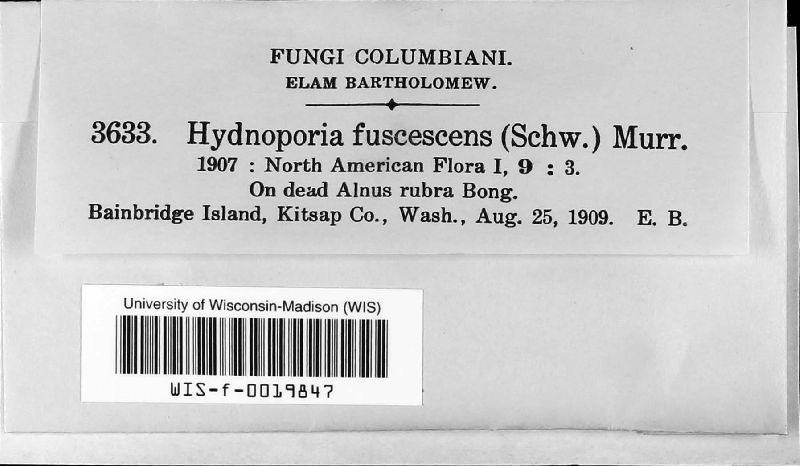 FUNGI COLUMBIANI.
ELAM BARTHOLOMEW.
3633. Hydnoporia fuscescens (Schw.) Murr.
1907 : North American Flora I, 9 : 3.
On dead Alnus rubra Bong.
Bainbridge Island, Kitsap Co., Wash., Aug. 25, 1909. E. B.
University of Wisconsin-Madison (WIS)
WIS-f-0019847